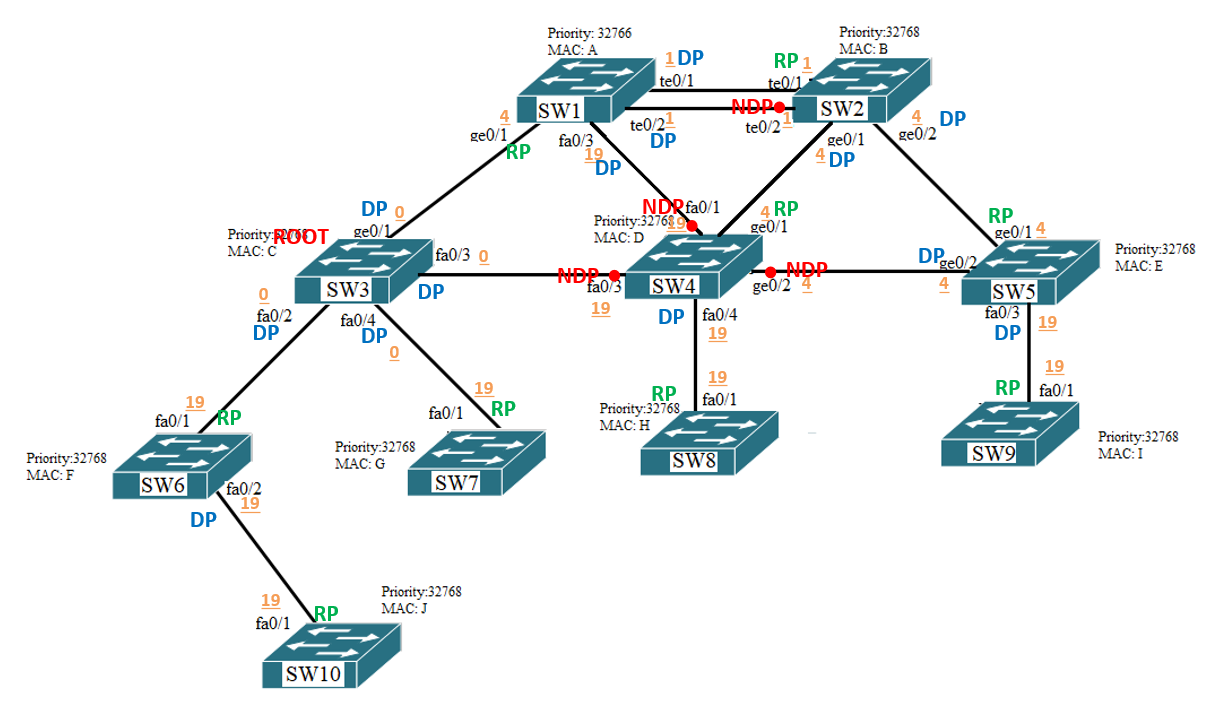 Priority: 32766
MAC: A
Priority:32768
MAC: B
1 DP
RP 1
te0/1
te0/1
SW1
NDP
SW2
4
ge0/1
RP
te0/2
1
DP
te0/2
1
fa0/3
19
DP
ge0/1
4
DP
4
ge0/2
DP
DP
0
ge0/1
ROOT
MAC: C
NDP
fa0/1
19
Priority:32768
MAC: D
4
RP
ge0/1
RP
ge0/1
4
Priority:32768
MAC: E
SW3
fa0/3
0
DP
NDP
fa0/3
19
SW4
NDP
ge0/2
4
DP
ge0/2
4
SW5
0
fa0/2
DP
fa0/4
DP
0
DP
fa0/4
19
fa0/3
DP
19
19
fa0/1
RP
19
fa0/1
RP
19
RP
fa0/1
19
RP
fa0/1
Priority:32768
MAC: F
SW6
Priority:32768
MAC: G
SW7
Priority:32768
MAC: H
SW8
SW9
Priority:32768
MAC: I
fa0/2
19
DP
19
fa0/1
RP
Priority:32768
MAC: J
SW10